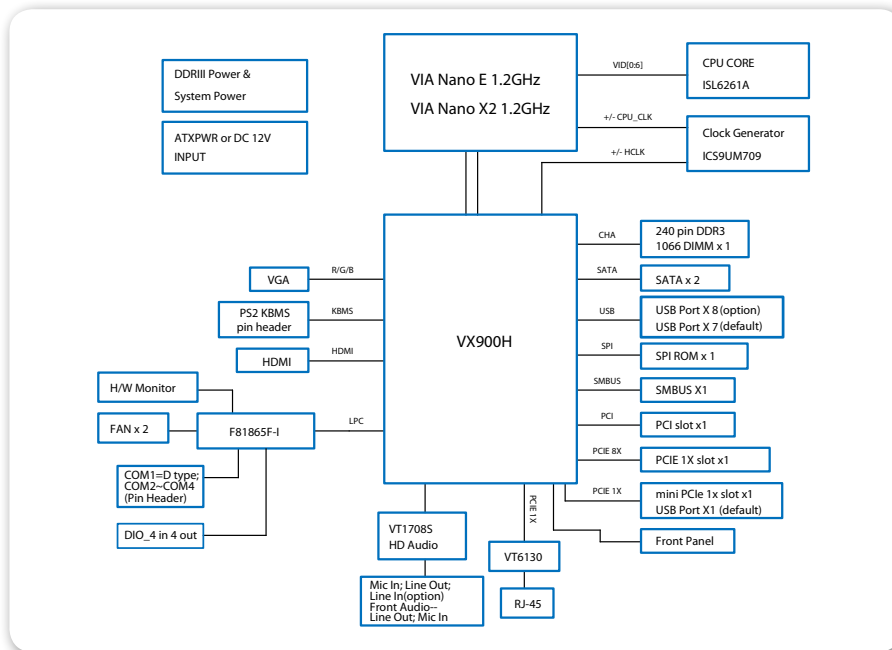 DDRIII Power &
System Power
ATXPWR or DC 12V
INPUT
VIA Nano E 1.2GHz
VIA Nano X2 1.2GHz
VID[0:6]
CPU CORE
ISL6261A
+/- CPU_CLK
+/- HCLK
Clock Generator
ICS9UM709
VX900H
R/G/B
VGA
KBMS
PS2 KBMS
pin header
HDMI
HDMI
H/W Monitor
FAN x 2
F81865F-I
LPC
COM1=D type;
COM2~COM4
(Pin Header)
DIO_4 in 4 out
CHA
240 pin DDR3
1066 DIMM x 1
SATA
SATA x 2
USB
USB Port X 8 (option)
USB Port X 7 (default)
SPI
SPI ROM x 1
SMBUS
SMBUS X1
PCI
PCI slot x1
PCIE 8X
PCIE 1X slot x1
PCIE 1X
mini PCIe 1x slot x1
USB Port X1 (default)
Front Panel
VT1708S
HD Audio
Mic In; Line Out;
Line In(option)
Front Audio--
Line Out; Mic In
PCIE 1X
VT6130
RJ-45